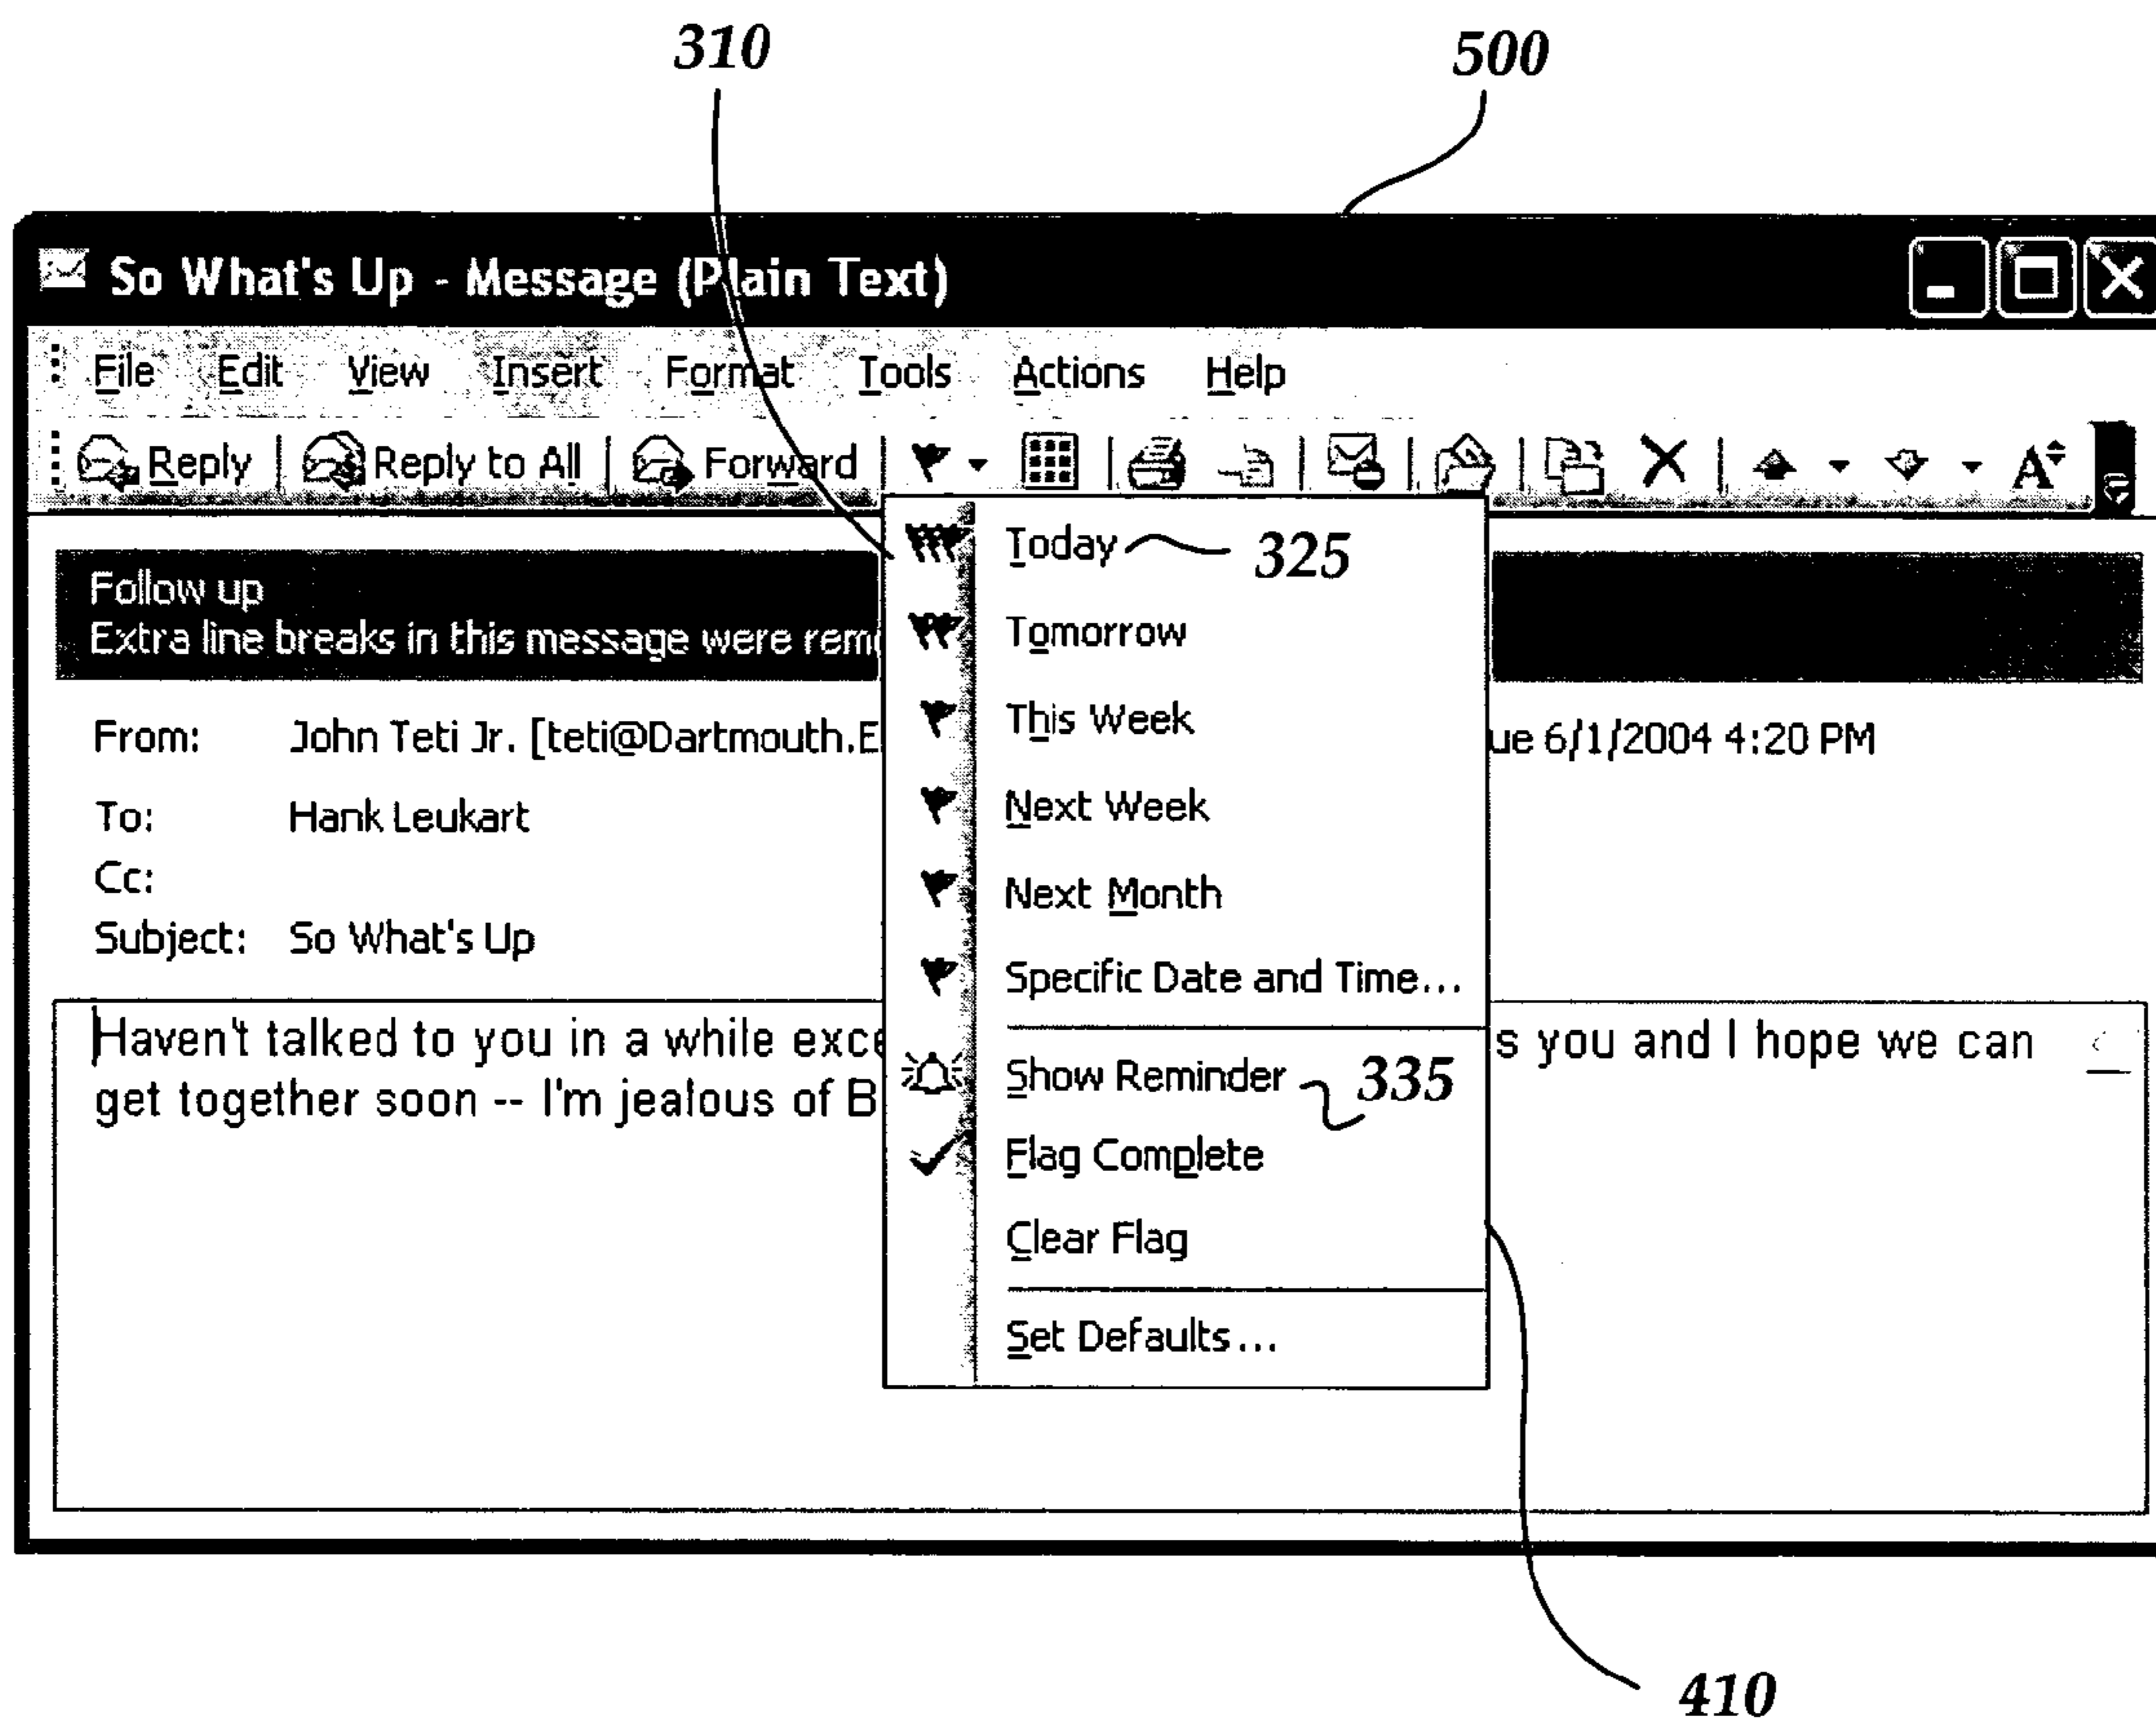 310
500
So What's Up - Message (Plain Text)
File Edit View Insert Format Tools Actions Help
Reply Reply to All Forward A
Today 325
Follow up
Extra line breaks in this message were
Tomorrow
This Week
From: John Teti Jr. [teti@Dartmouth.E 6/1/2004 4:20 PM
Next Week
To: Hank Leukart
Cc:
Next Month
Subject: So What's Up
Specific Date and Time...
Haven't talked to you in a while s you and I hope we can
Show Reminder 335
get together soon -- I'm jealous of B
Flag Complete
Clear Flag
Set Defaults...
410